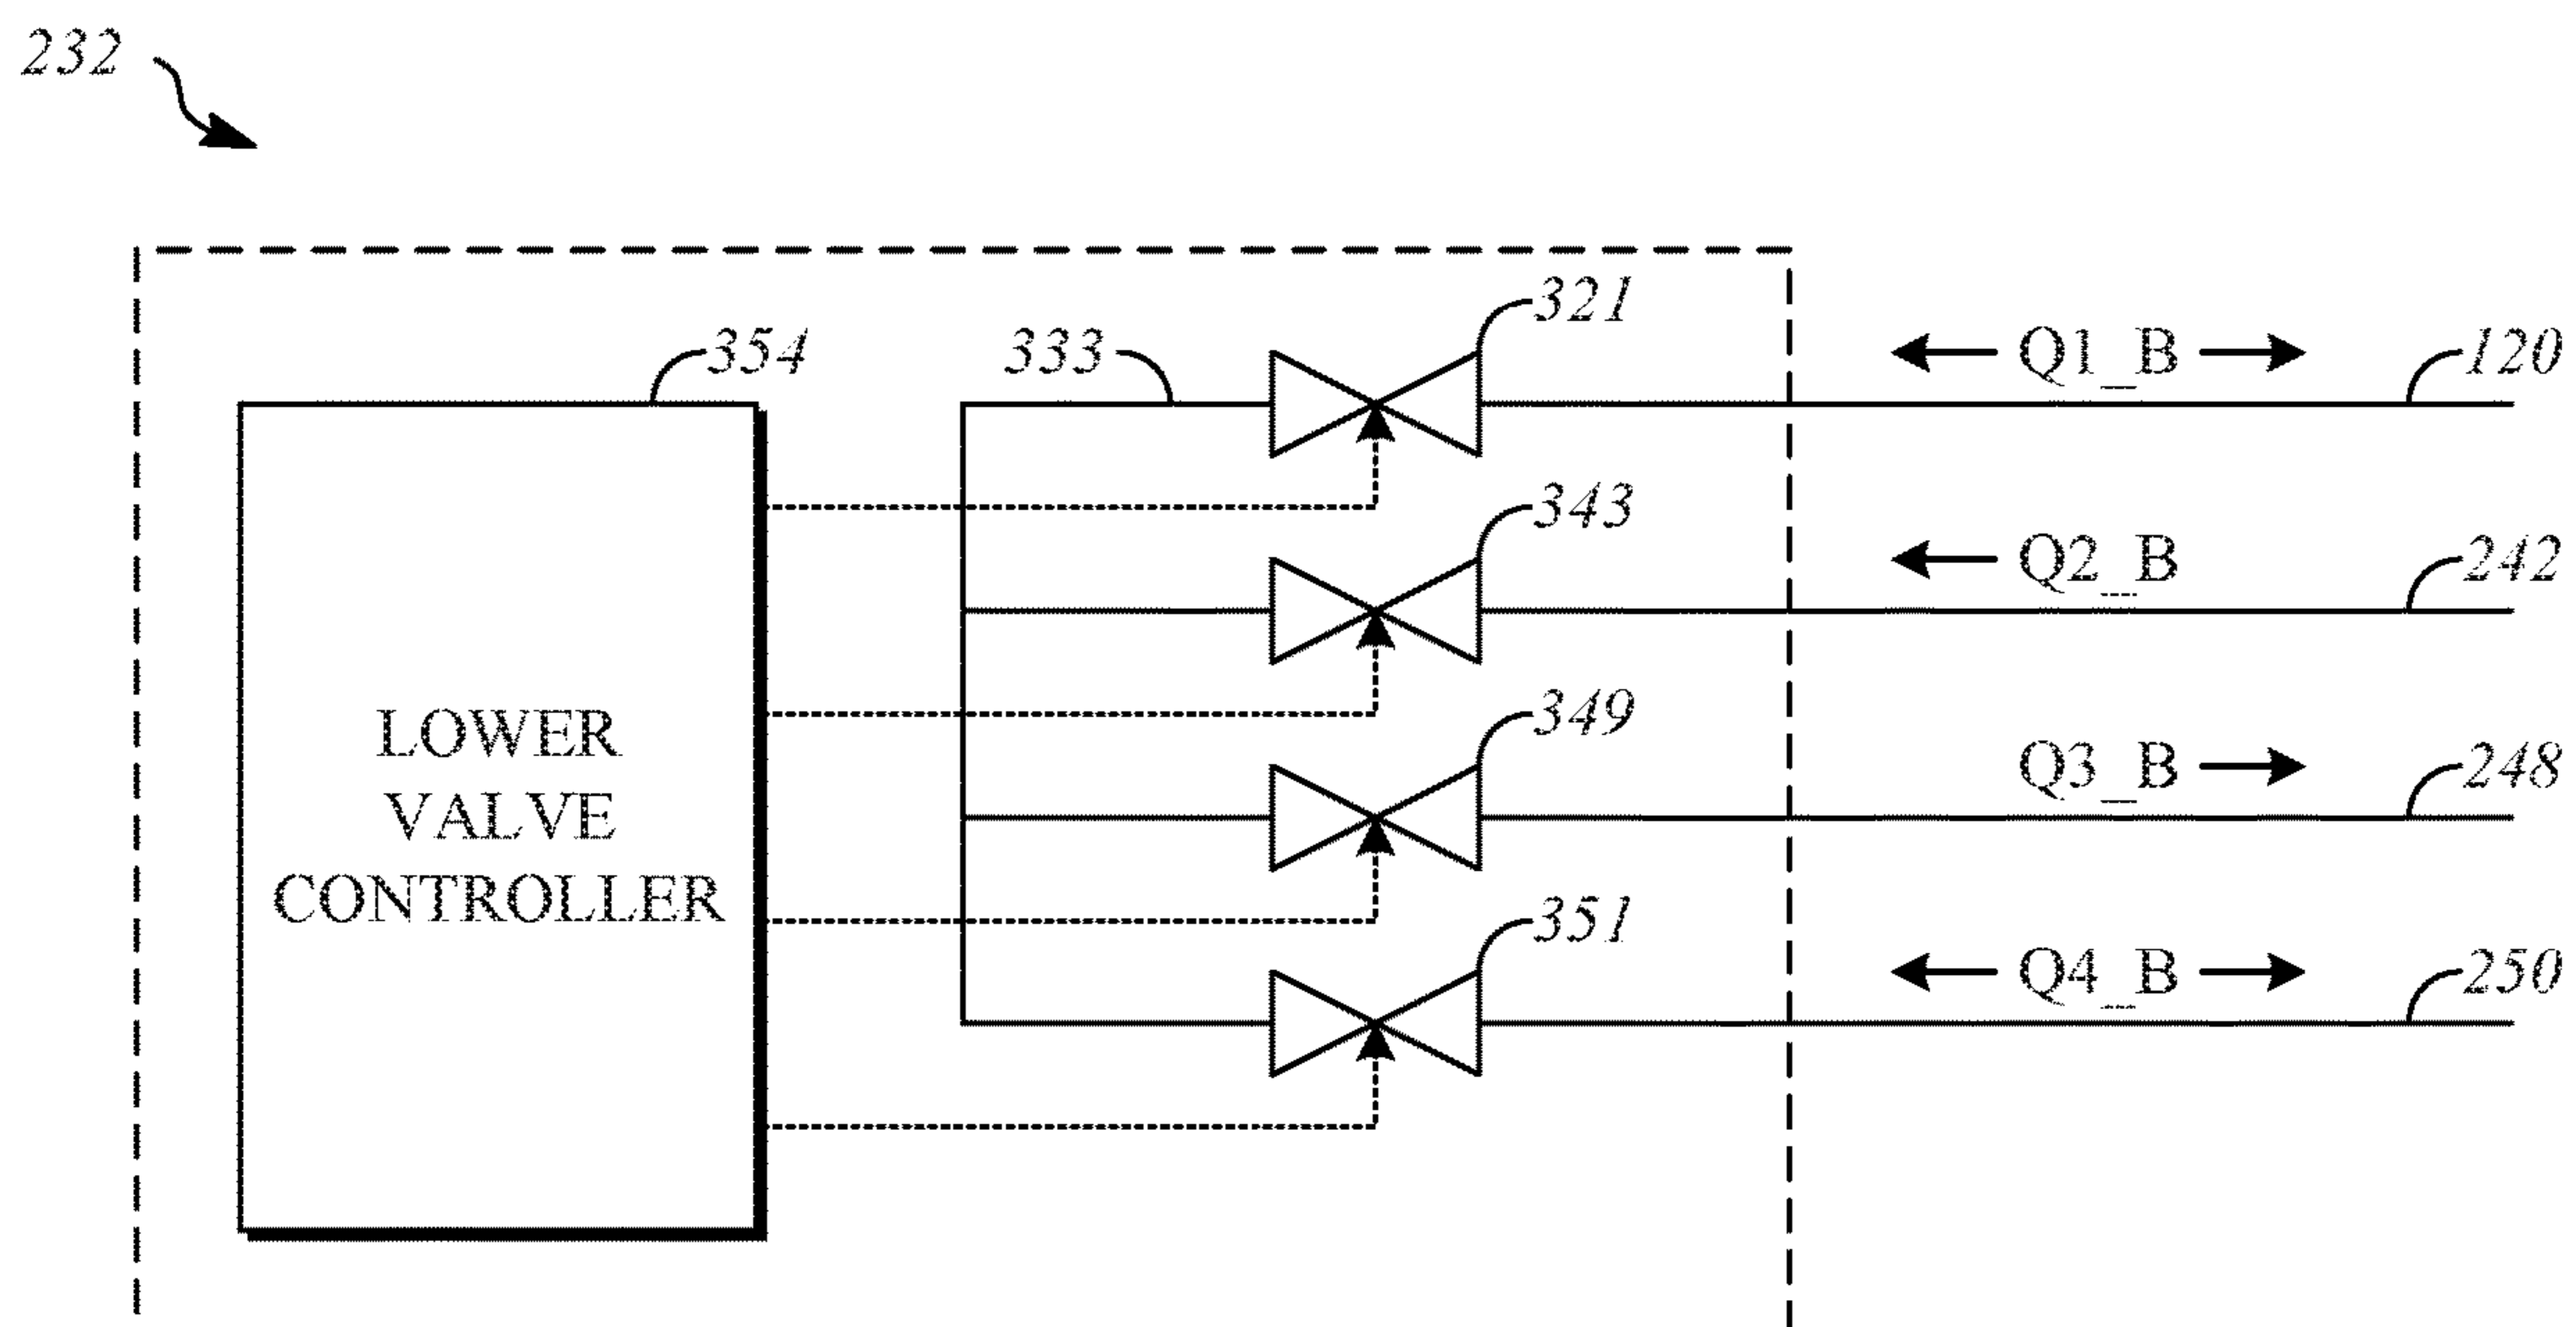 232
321
354
333
Q1_B
120
343
Q2_B
242
349
LOWER
VALVE
CONTROLLER
Q3_B
248
351
Q4_B
250